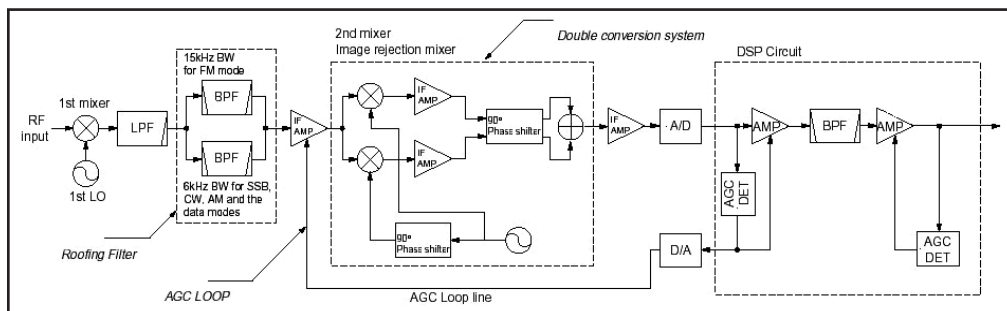 2nd mixer
Image rejection mixer
Double conversion system
DSP Circuit
15kHz BW
for FM mode
BPF
1st mixer
RF
input
LPF
IF
AMP
IF
AMP
90°
Phase shifter
IF
AMP
A/D
AMP
BPF
AMP
BPF
IF
AMP
1st LO
6kHz BW for SSB,
CW, AM and the
data modes
AGC
DET
90°
Phase shifter
D/A
AGC
DET
Roofing Filter
AGC LOOP
AGC Loop line